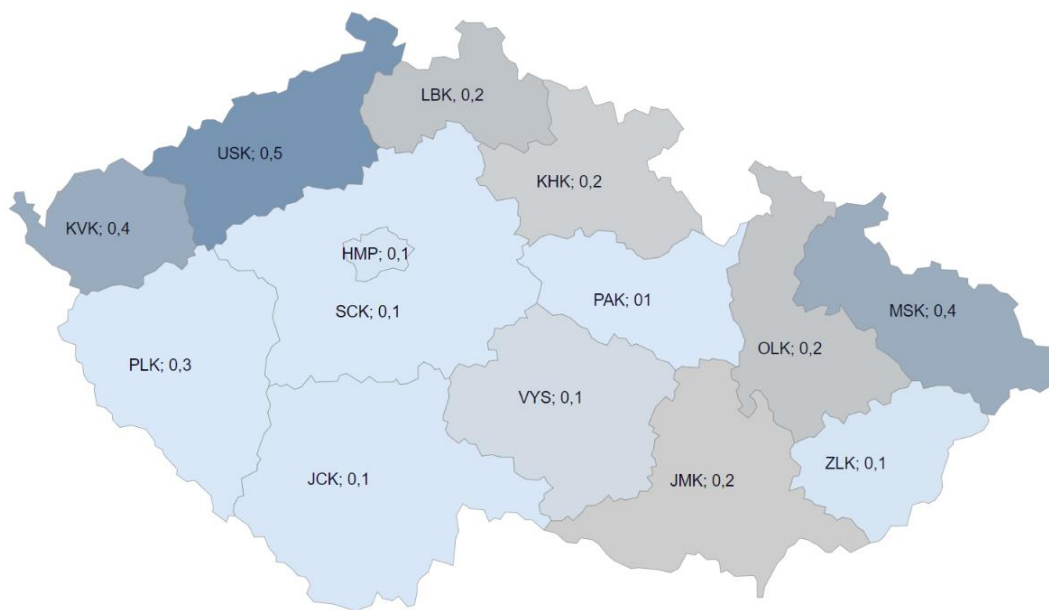 LBK, 0,2
USK; 0,5
KHK; 0,2
KVK; 0,4
HMP; 0,1
PAK; 01
SCK; 0,1
MSK; 0,4
OLK; 0,2
PLK; 0,3
VYS; 0,1
ZLK; 0,1
JCK; 0,1
JMK; 0,2